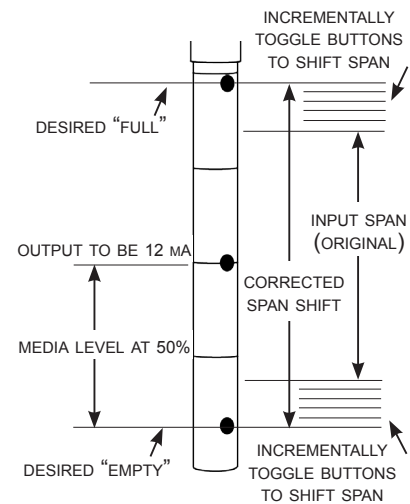 INCREMENTALLY
TOGGLE BUTTONS
TO SHIFT SPAN
DESIRED “FULL”
INPUT SPAN
(ORIGINAL)
OUTPUT TO BE 12 MA
CORRECTED
SPAN SHIFT
MEDIA LEVEL AT 50%
DESIRED “EMPTY”
INCREMENTALLY
TOGGLE BUTTONS
TO SHIFT SPAN